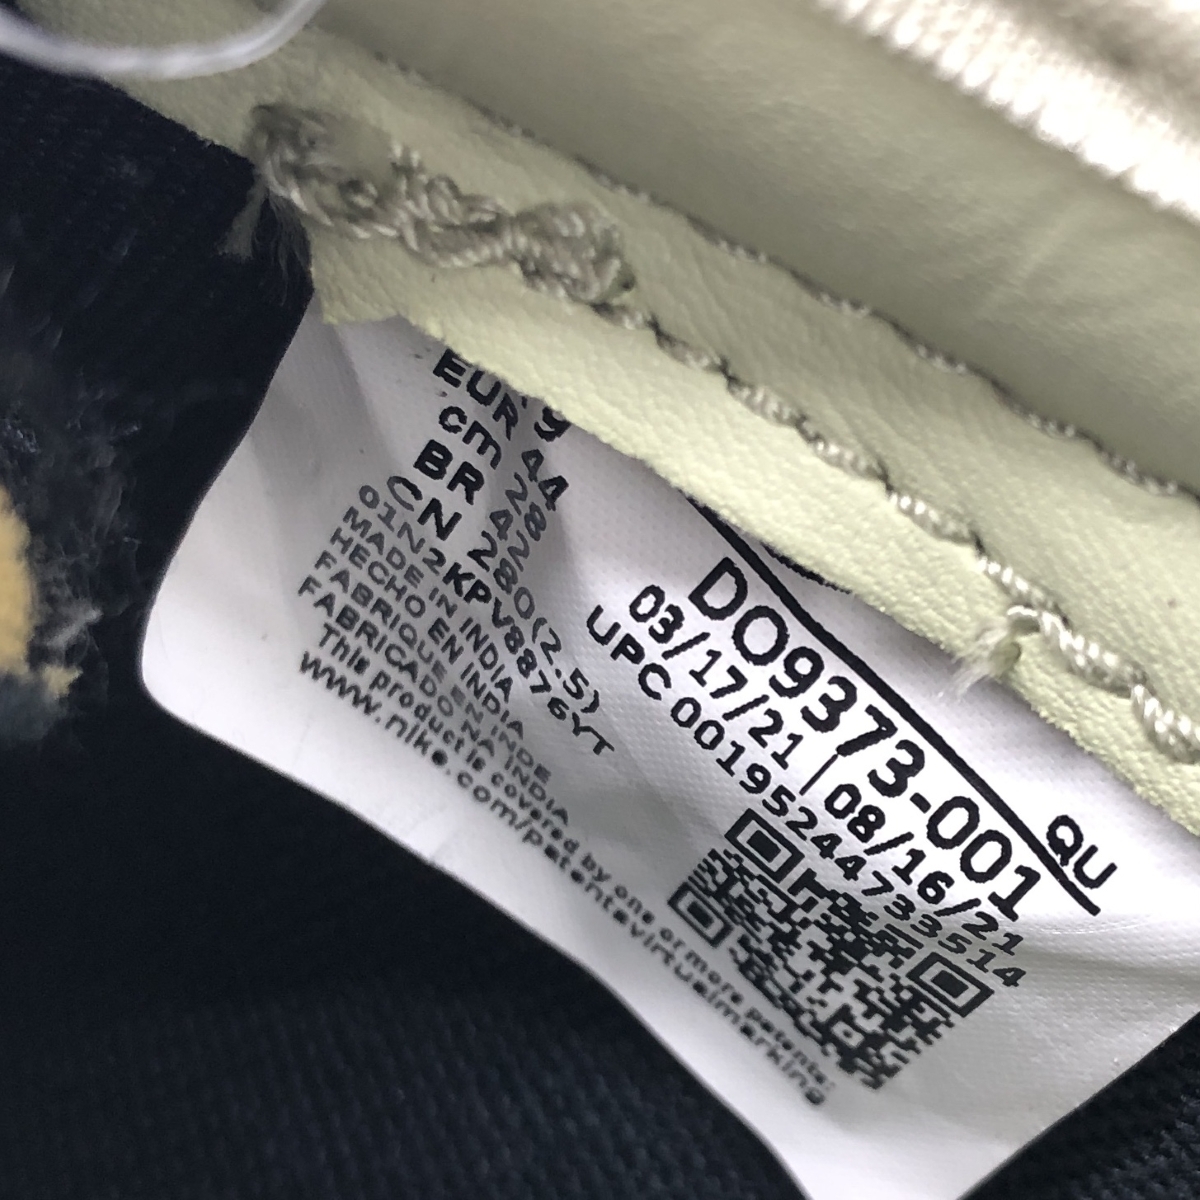 EUR 44
cm 28
BR 42
CN 280(2.5)
01N2KPV8876YT
MADE IN INDIA
HECHO EN INDIA
FABRIQUE EN INDE
FABRICADO NA INDIA
This product is covered by one or more patents:
www.nike.com/patentsvirtualmarking
QU
DO9373-001
03/17/21 | 08/16/21
UPC 00195244733514